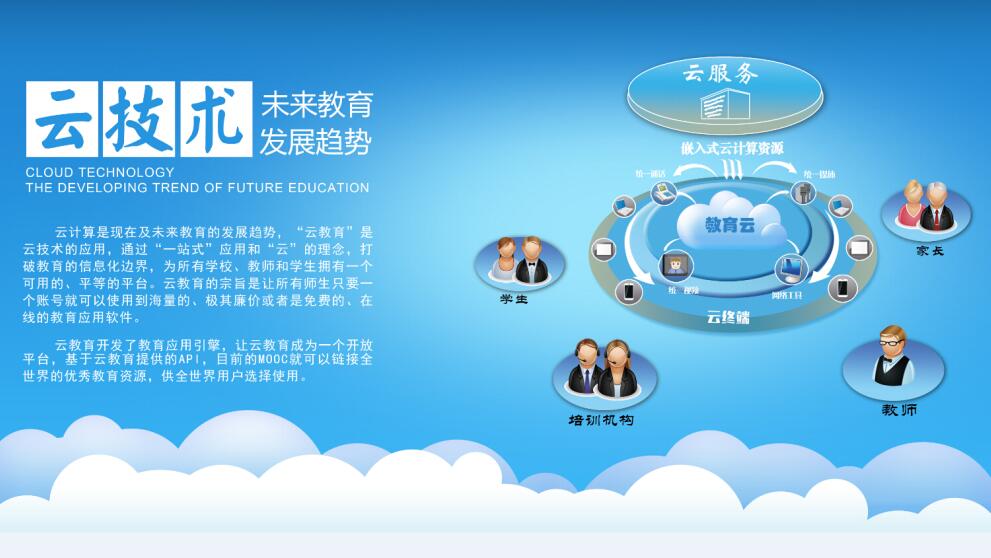 云技术
未来教育
发展趋势
CLOUD TECHNOLOGY
THE DEVELOPING TREND OF FUTURE EDUCATION
云计算是现在及未来教育的发展趋势，“云教育”是
云技术的应用，通过“一站式”应用和“云”的理念，打
破教育的信息化边界，为所有学校、教师和学生拥有一个
可用的、平等的平台。云教育的宗旨是让所有师生只要一
个账号就可以使用到海量的、极其廉价或者是免费的、在
线的教育应用软件。
云教育开发了教育应用引擎，让云教育成为一个开放
平台，基于云教育提供的API，目前的MOOC就可以链接全
世界的优秀教育资源，供全世界用户选择使用。
云服务
嵌入式云计算资源
统一通话
教育云
统一视频
网络工具
云终端
学生
家长
培训机构
教师